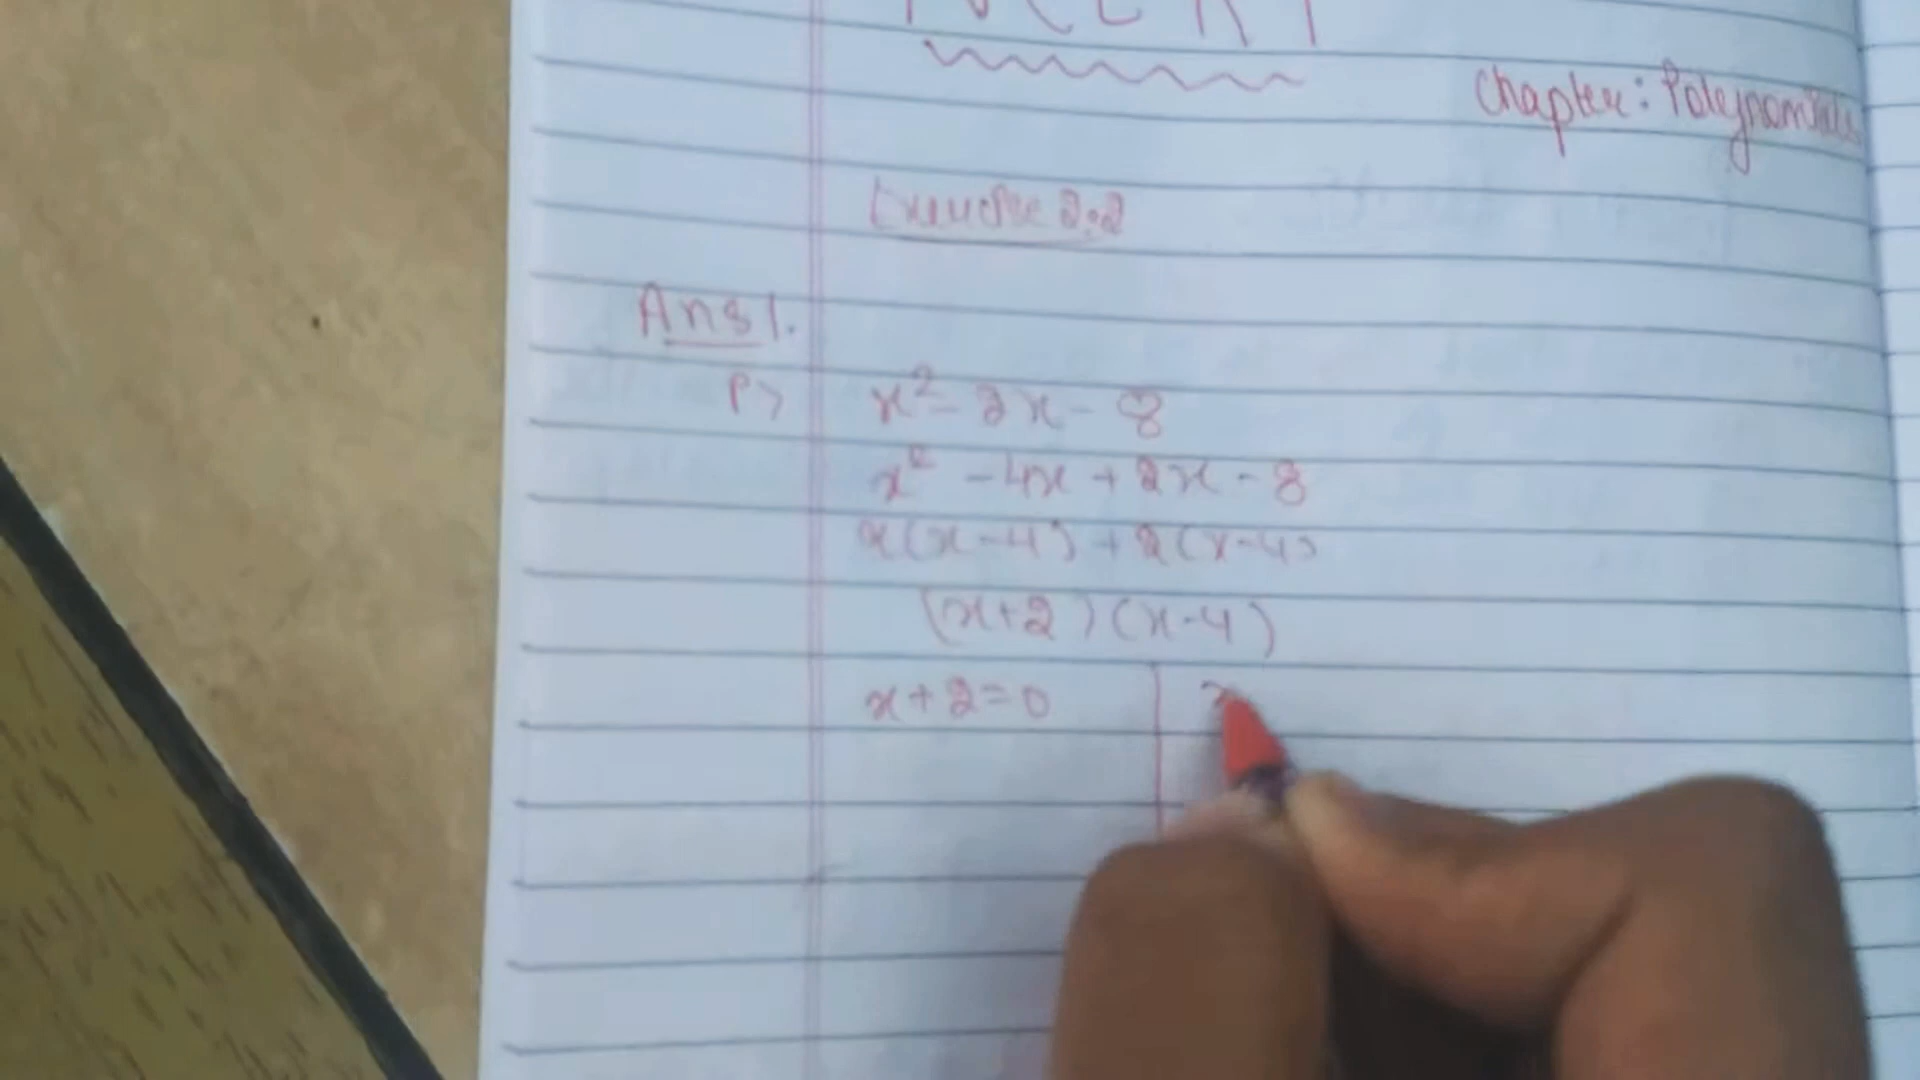 NCERT
Chapter: Polynomials
Exercise 2.2
Ans 1.
i> x² - 2x - 8
x² - 4x + 2x - 8
x(x-4) + 2(x-4)
(x+2)(x-4)
x+2=0 x